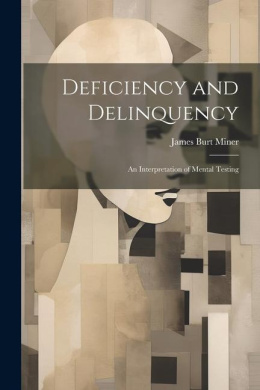 Deficiency and
Delinquency
James Burt Miner
An Interpretation of Mental Testing